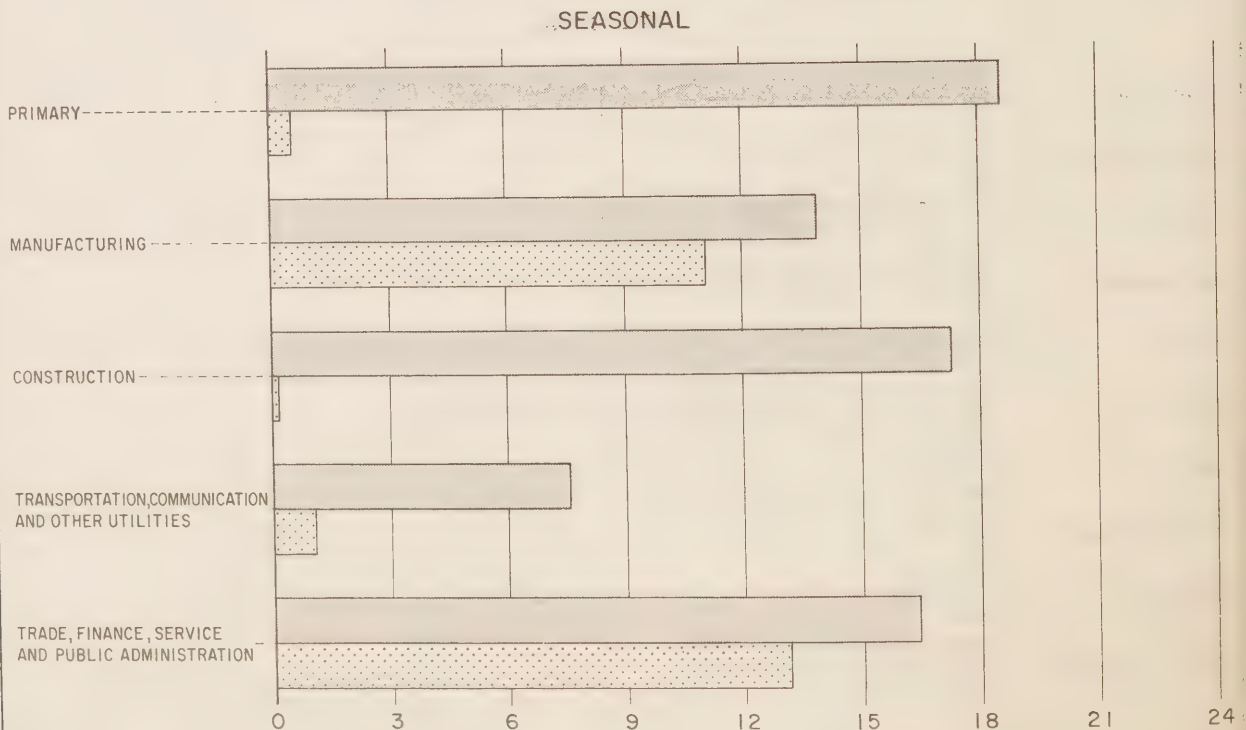 SEASONAL
PRIMARY
MANUFACTURING
CONSTRUCTION
TRANSPORTATION, COMMUNICATION
AND OTHER UTILITIES
TRADE, FINANCE, SERVICE
AND PUBLIC ADMINISTRATION
0 3 6 9 12 15 18 21 24